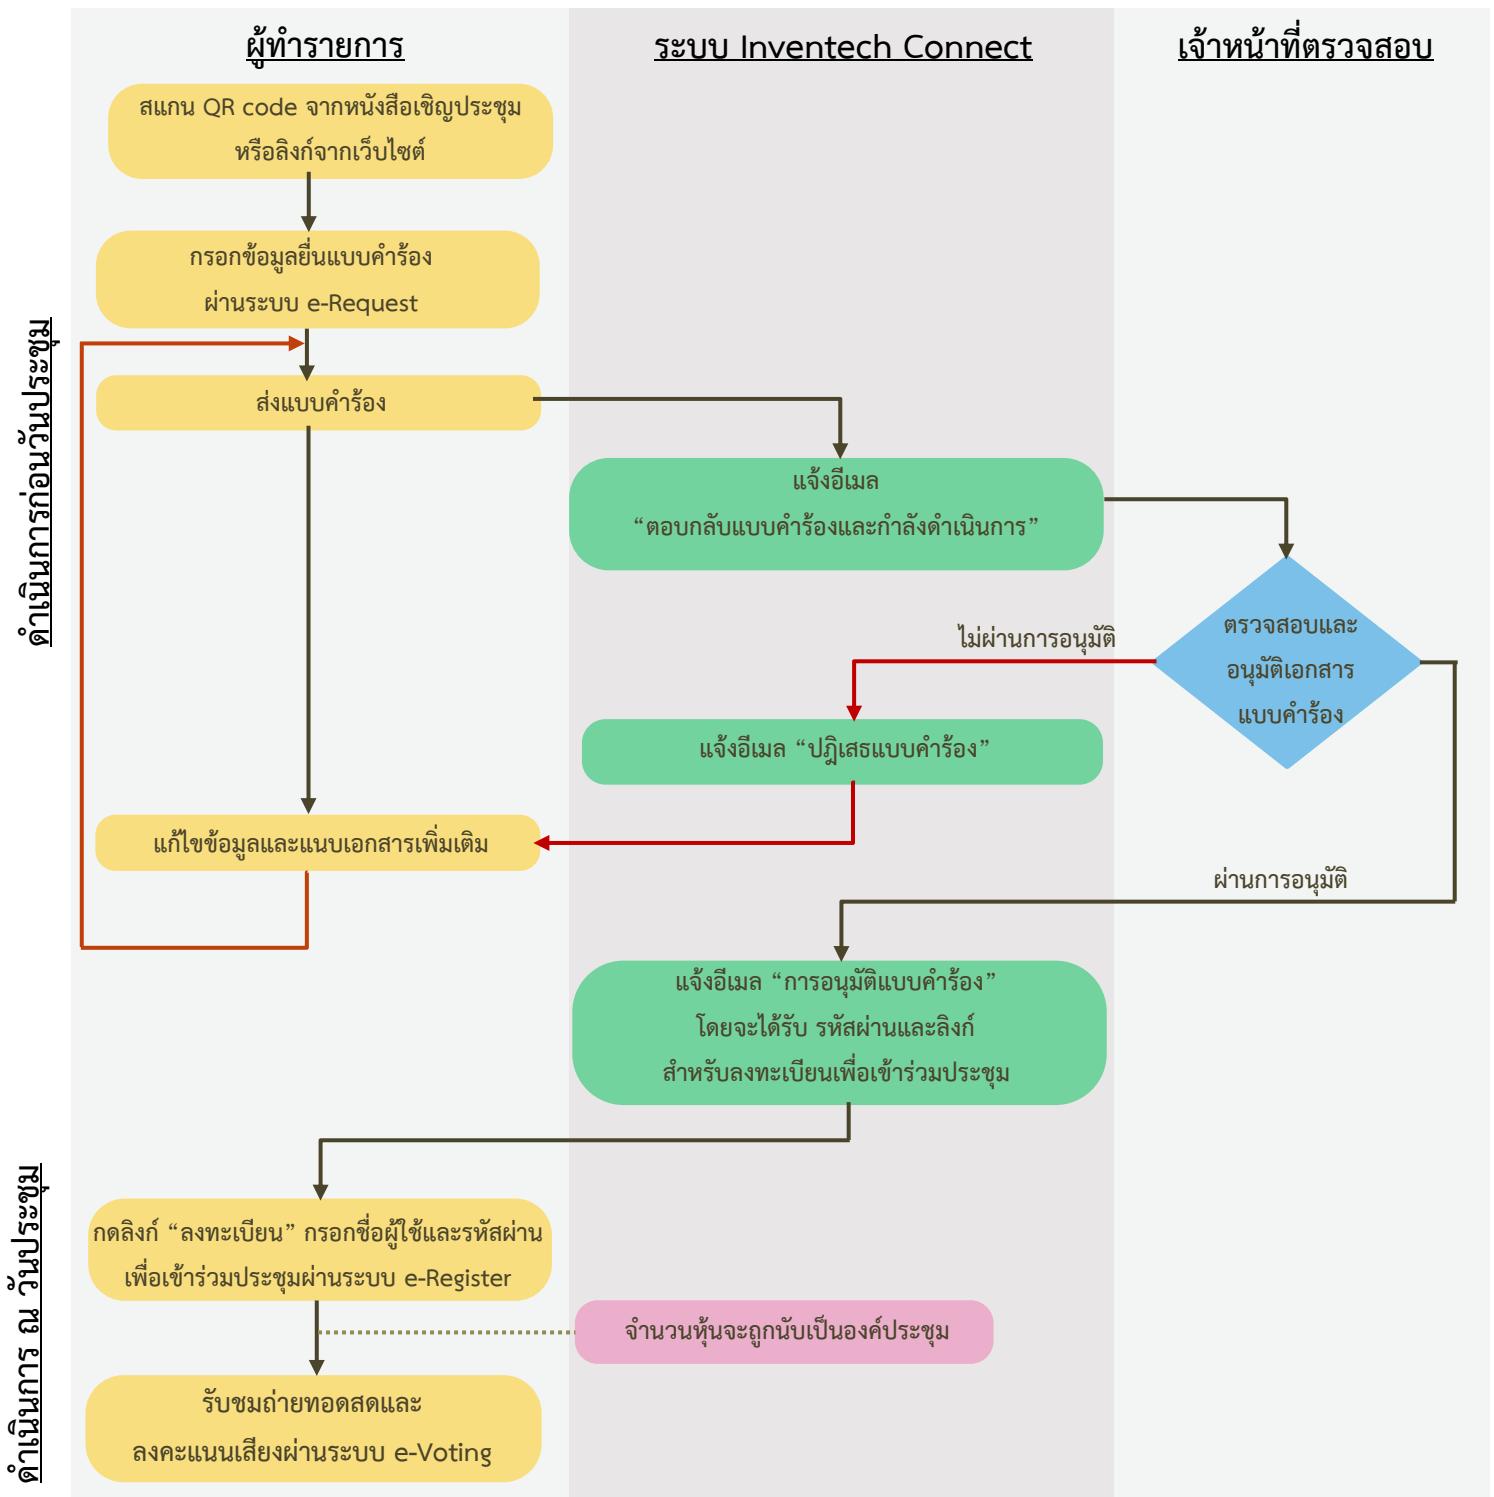 ผู้ทำรายการ
ระบบ Inventech Connect
เจ้าหน้าที่ตรวจสอบ
ดำเนินการก่อนวันประชุม
สแกน QR code จากหนังสือเชิญประชุม
หรือลิงก์จากเว็บไซต์
กรอกข้อมูลยื่นแบบคำร้อง
ผ่านระบบ e-Request
ส่งแบบคำร้อง
แจ้งอีเมล
“ตอบกลับแบบคำร้องและกำลังดำเนินการ”
ตรวจสอบและ
อนุมัติเอกสาร
แบบคำร้อง
ไม่ผ่านการอนุมัติ
แจ้งอีเมล “ปฎิเสธแบบคำร้อง”
แก้ไขข้อมูลและแนบเอกสารเพิ่มเติม
ผ่านการอนุมัติ
แจ้งอีเมล “การอนุมัติแบบคำร้อง”
โดยจะได้รับ รหัสผ่านและลิงก์
สำหรับลงทะเบียนเพื่อเข้าร่วมประชุม
ดำเนินการ ณ วันประชุม
กดลิงก์ “ลงทะเบียน” กรอกชื่อผู้ใช้และรหัสผ่าน
เพื่อเข้าร่วมประชุมผ่านระบบ e-Register
จำนวนหุ้นจะถูกนับเป็นองค์ประชุม
รับชมถ่ายทอดสดและ
ลงคะแนนเสียงผ่านระบบ e-Voting